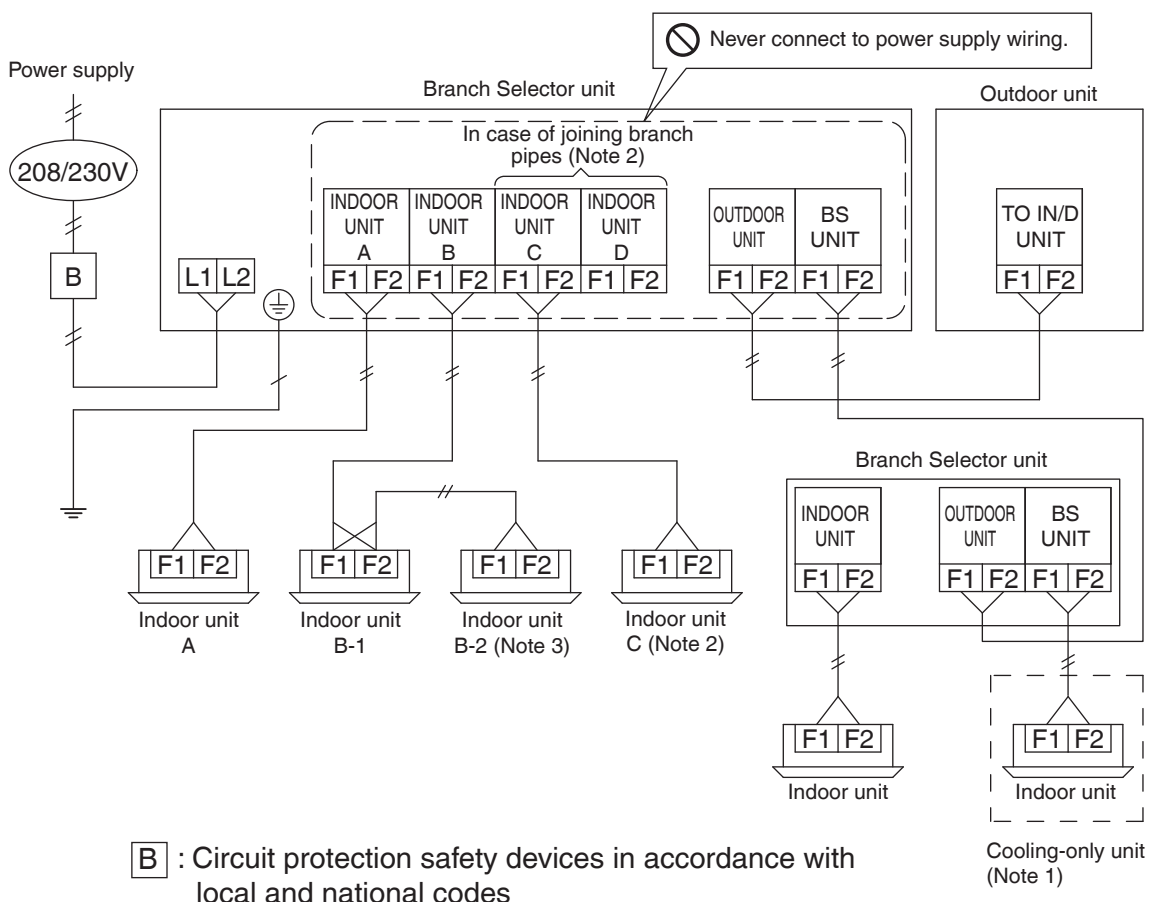 Never connect to power supply wiring.
Power supply
Branch Selector unit
Outdoor unit
In case of joining branch
pipes (Note 2)
208/230V
INDOOR UNIT A
INDOOR UNIT B
INDOOR UNIT C
INDOOR UNIT D
OUTDOOR UNIT
BS UNIT
TO IN/D UNIT
B
L1 L2
F1 F2 F1 F2 F1 F2 F1 F2
F1 F2 F1 F2
F1 F2
Branch Selector unit
INDOOR UNIT
OUTDOOR UNIT
BS UNIT
F1 F2
F1 F2 F1 F2
F1 F2
F1 F2
F1 F2
F1 F2
Indoor unit
A
Indoor unit
B-1
Indoor unit
B-2 (Note 3)
Indoor unit
C (Note 2)
F1 F2
F1 F2
Indoor unit
Indoor unit
Cooling-only unit
(Note 1)
B : Circuit protection safety devices in accordance with
local and national codes